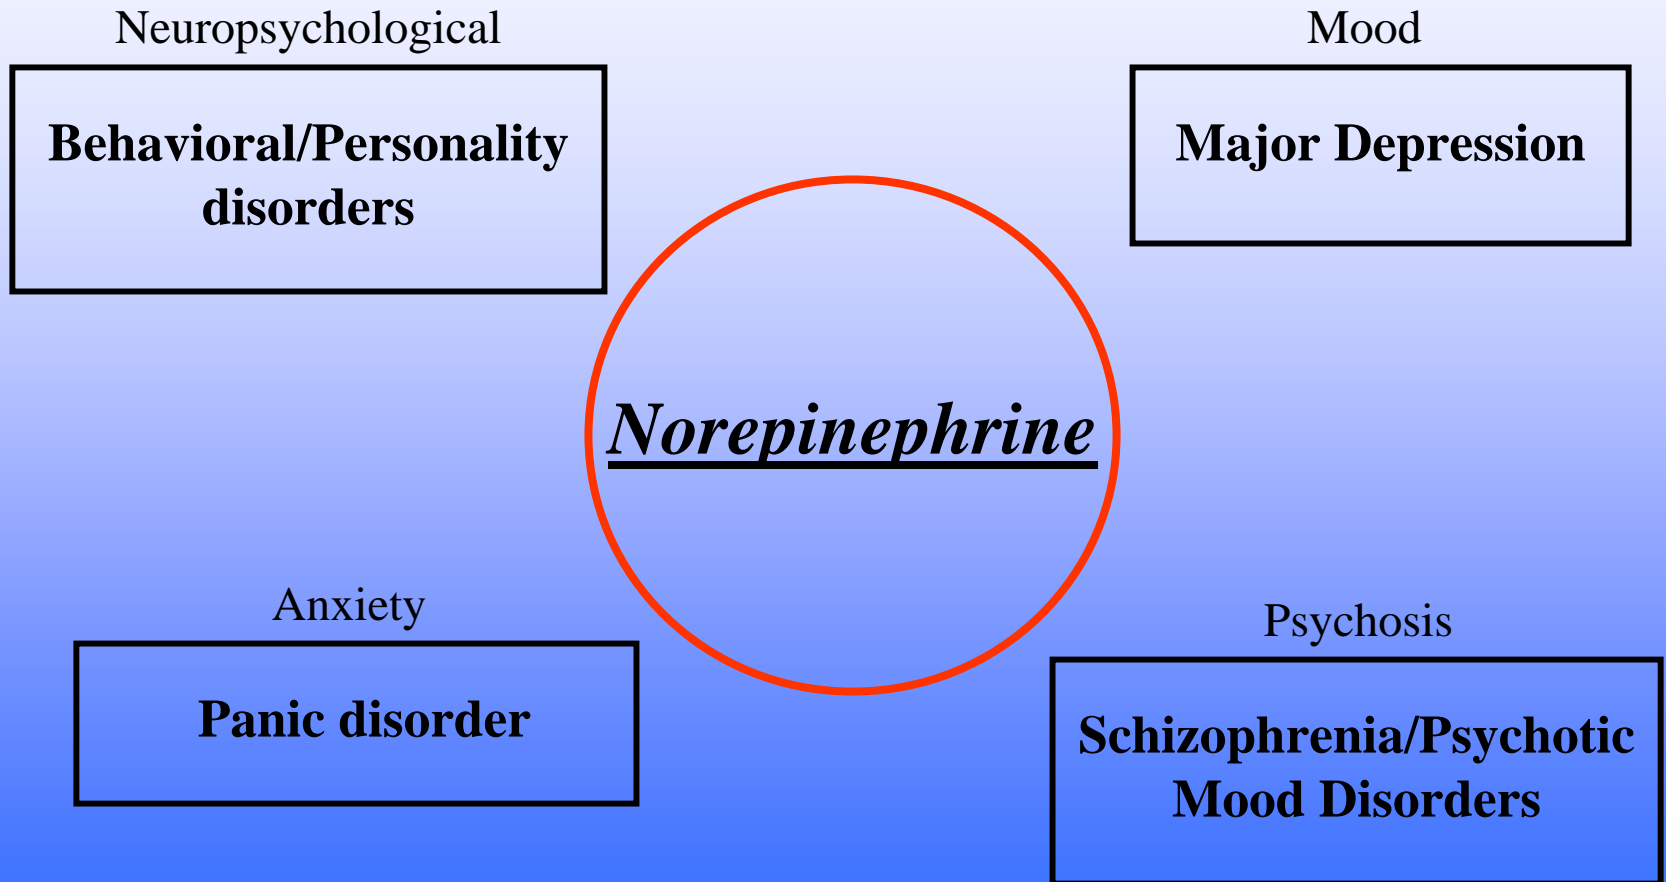 Neuropsychological
Behavioral/Personality
disorders
Mood
Major Depression
Norepinephrine
Anxiety
Panic disorder
Psychosis
Schizophrenia/Psychotic
Mood Disorders